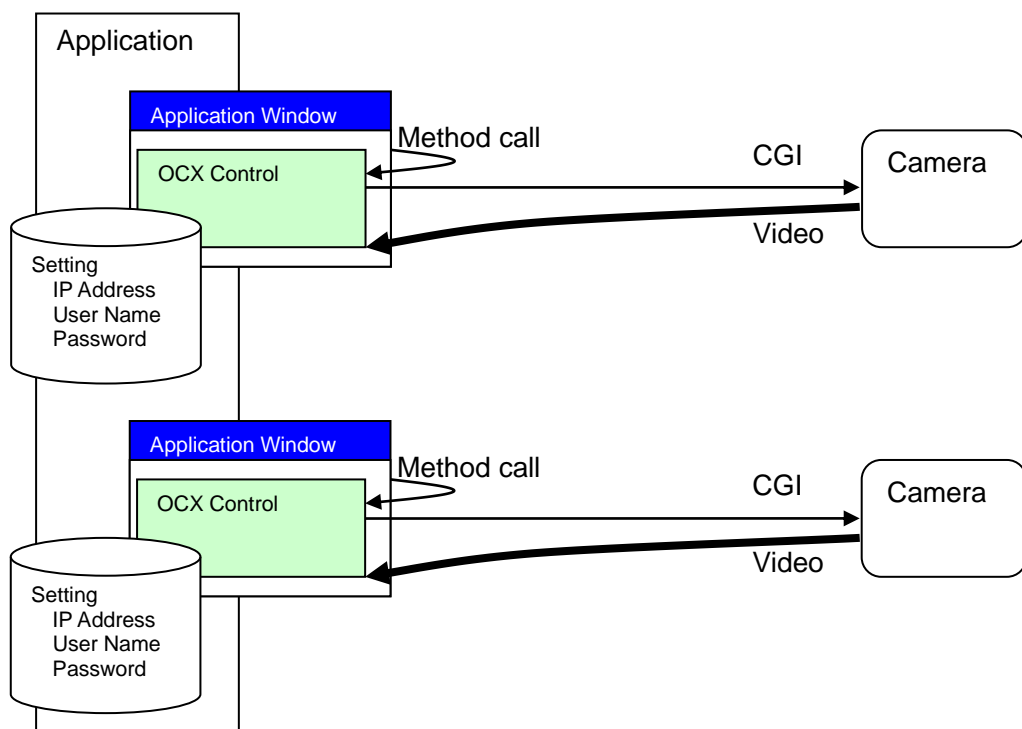 Application
Application Window
Method call
OCX Control
CGI
Camera
Video
Setting
IP Address
User Name
Password
Application Window
Method call
OCX Control
CGI
Camera
Video
Setting
IP Address
User Name
Password